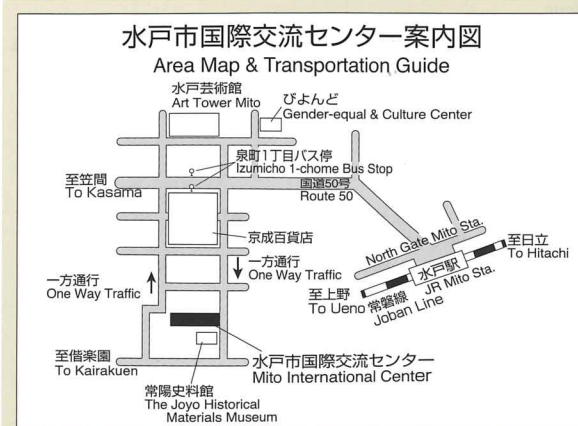 水戸市国際交流センター案内図
Area Map & Transportation Guide
水戸芸術館
Art Tower Mito
びよんど
Gender-equal & Culture Center
泉町1丁目バス停
Izumicho 1-chome Bus Stop
至笠間
To Kasama
国道50号
Route 50
京成百貨店
North Gate Mito Sta.
至日立
To Hitachi
水戸駅
JR Mito Sta.
一方通行
One Way Traffic
一方通行
One Way Traffic
至上野
To Ueno
常磐線
Joban Line
至偕楽園
To Kairakuen
水戸市国際交流センター
Mito International Center
常陽史料館
The Joyo Historical
Materials Museum